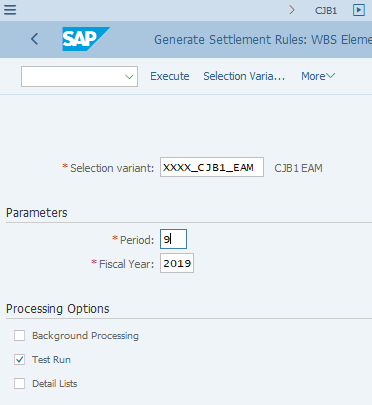 CJB1
SAP Generate Settlement Rules: WBS Eleme
Execute Selection Varia... More
*Selection variant: XXXX_CJB1_EAM CJB1 EAM
Parameters
*Period: 9
*Fiscal Year: 2019
Processing Options
Background Processing
Test Run
Detail Lists